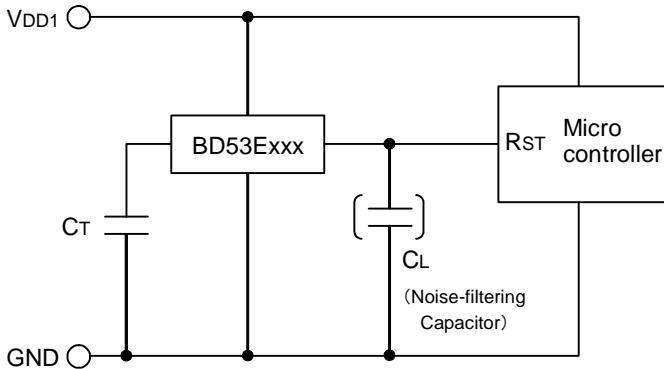 VDD1
BD53Exxx
RST
Micro
controller
CT
CL
（Noise-filtering
Capacitor）
GND